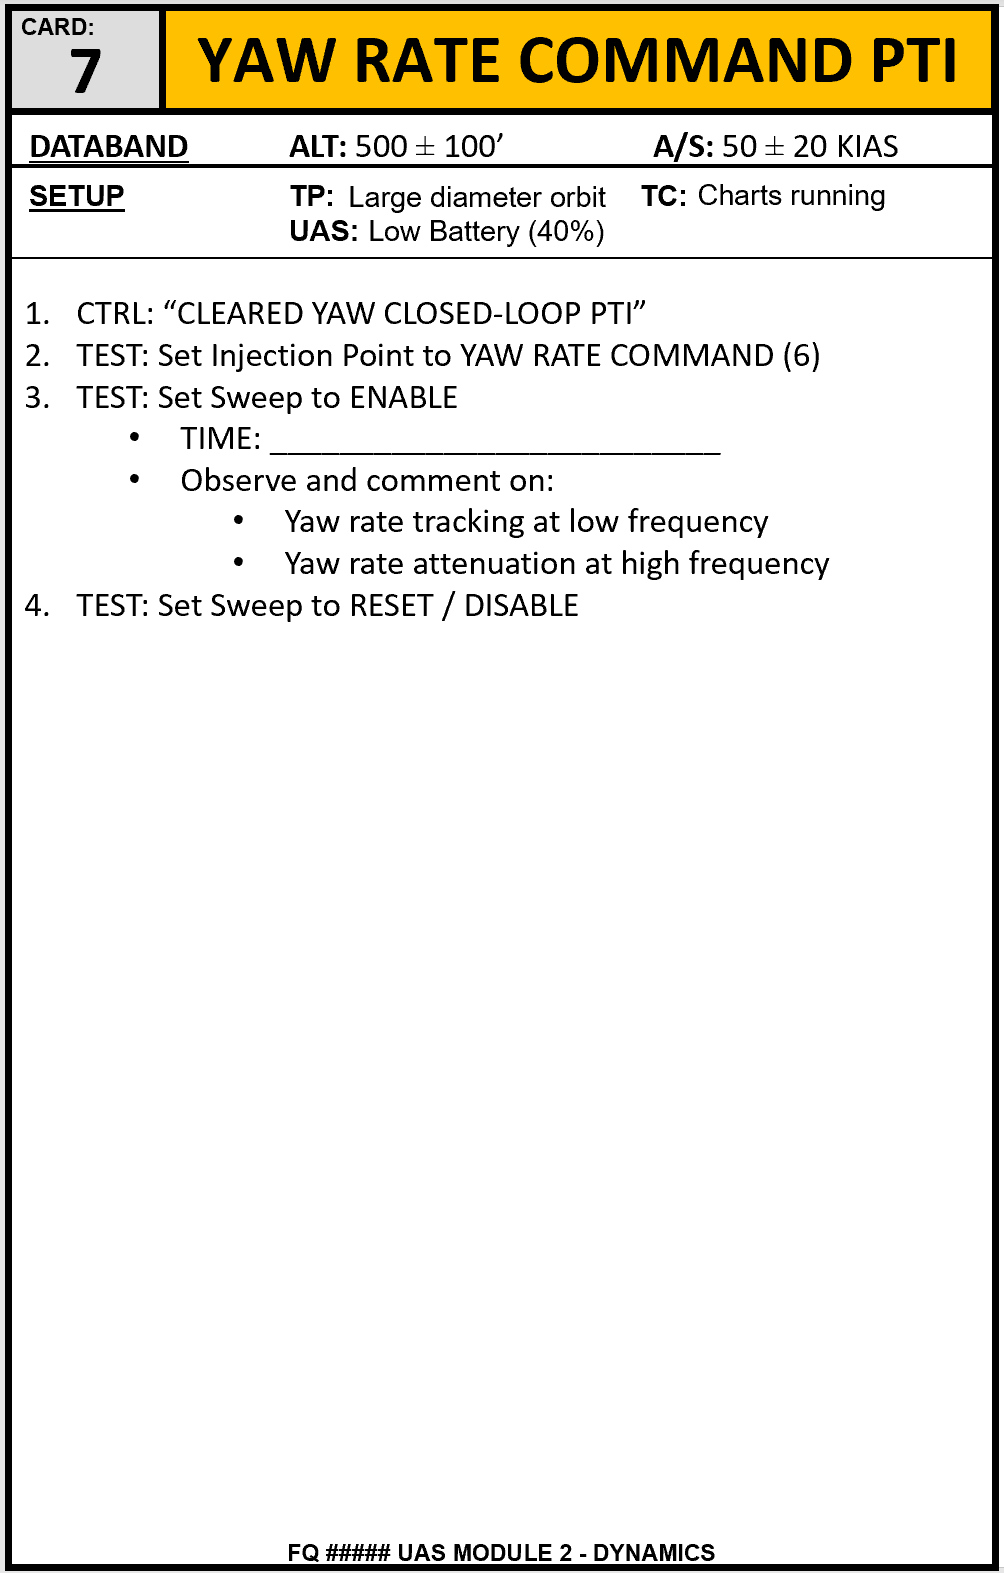 CARD:
7
YAW RATE COMMAND PTI
DATABAND ALT: 500 ± 100’ A/S: 50 ± 20 KIAS
SETUP TP: Large diameter orbit TC: Charts running
UAS: Low Battery (40%)
1. CTRL: “CLEARED YAW CLOSED-LOOP PTI”
2. TEST: Set Injection Point to YAW RATE COMMAND (6)
3. TEST: Set Sweep to ENABLE
• TIME: __________________________
• Observe and comment on:
• Yaw rate tracking at low frequency
• Yaw rate attenuation at high frequency
4. TEST: Set Sweep to RESET / DISABLE
FQ ##### UAS MODULE 2 - DYNAMICS